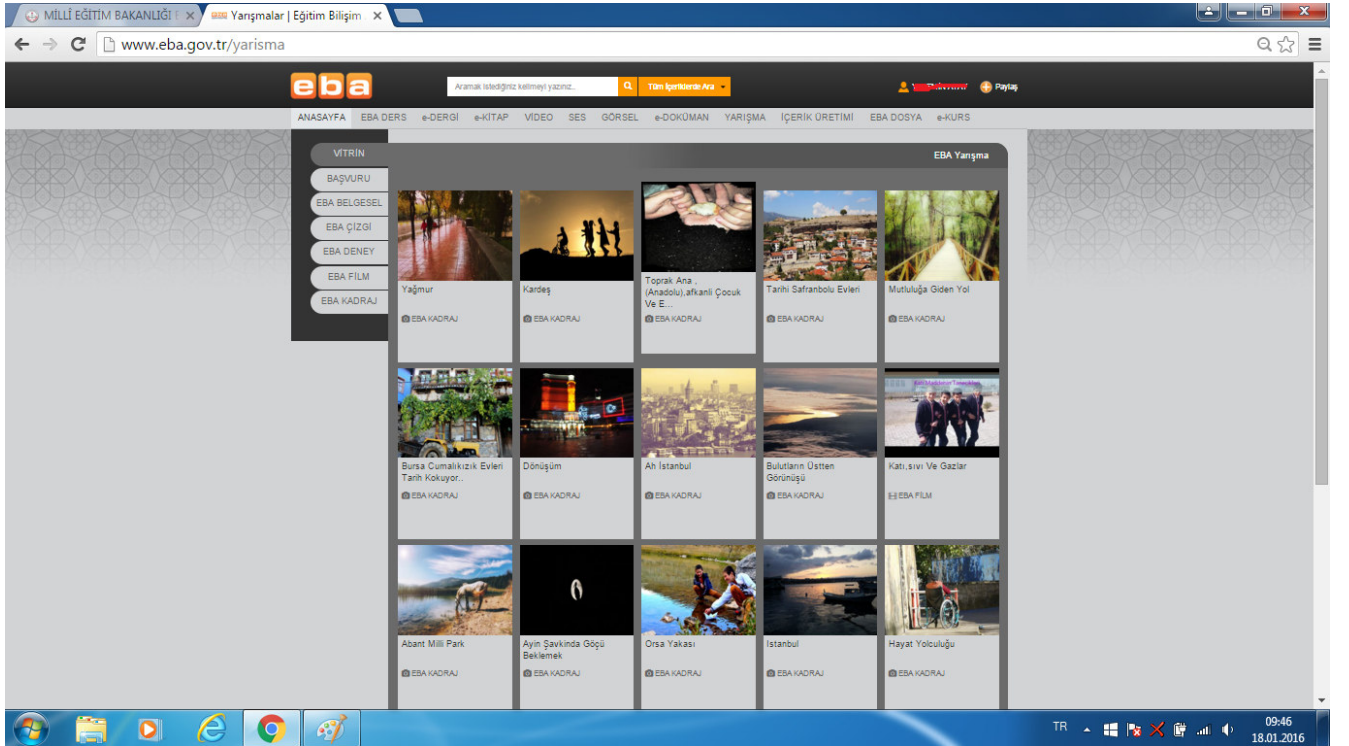 MİLLÎ EĞİTİM BAKANLIĞI
Yarışmalar | Eğitim Bilişim
www.eba.gov.tr/yarisma
eba
Aramak istediğiniz kelimeyi yazınız..
Tüm İçeriklerde Ara
Paylaş
ANASAYFA EBA DERS e-DERGİ e-KİTAP VİDEO SES GÖRSEL e-DOKÜMAN YARIŞMA İÇERİK ÜRETİMİ EBA DOSYA e-KURS
VİTRİN
BAŞVURU
EBA BELGESEL
EBA ÇİZGİ
EBA DENEY
EBA FİLM
EBA KADRAJ
EBA Yarışma
Yağmur
EBA KADRAJ
Kardeş
EBA KADRAJ
Toprak Ana ,
(Anadolu),afkanli Çocuk
Ve E...
EBA KADRAJ
Tarihi Safranbolu Evleri
EBA KADRAJ
Mutluluğa Giden Yol
EBA KADRAJ
Bursa Cumalıkızık Evleri
Tarih Kokuyor..
EBA KADRAJ
Dönüşüm
EBA KADRAJ
Ah İstanbul
EBA KADRAJ
Bulutların Üstten
Görünüşü
EBA KADRAJ
Katı,sıvı Ve Gazlar
EBA FİLM
Abant Milli Park
EBA KADRAJ
Ayin Şavkinda Göçü
Beklemek
EBA KADRAJ
Orsa Yakası
EBA KADRAJ
Istanbul
EBA KADRAJ
Hayat Yolculuğu
EBA KADRAJ
TR
09:46
18.01.2016